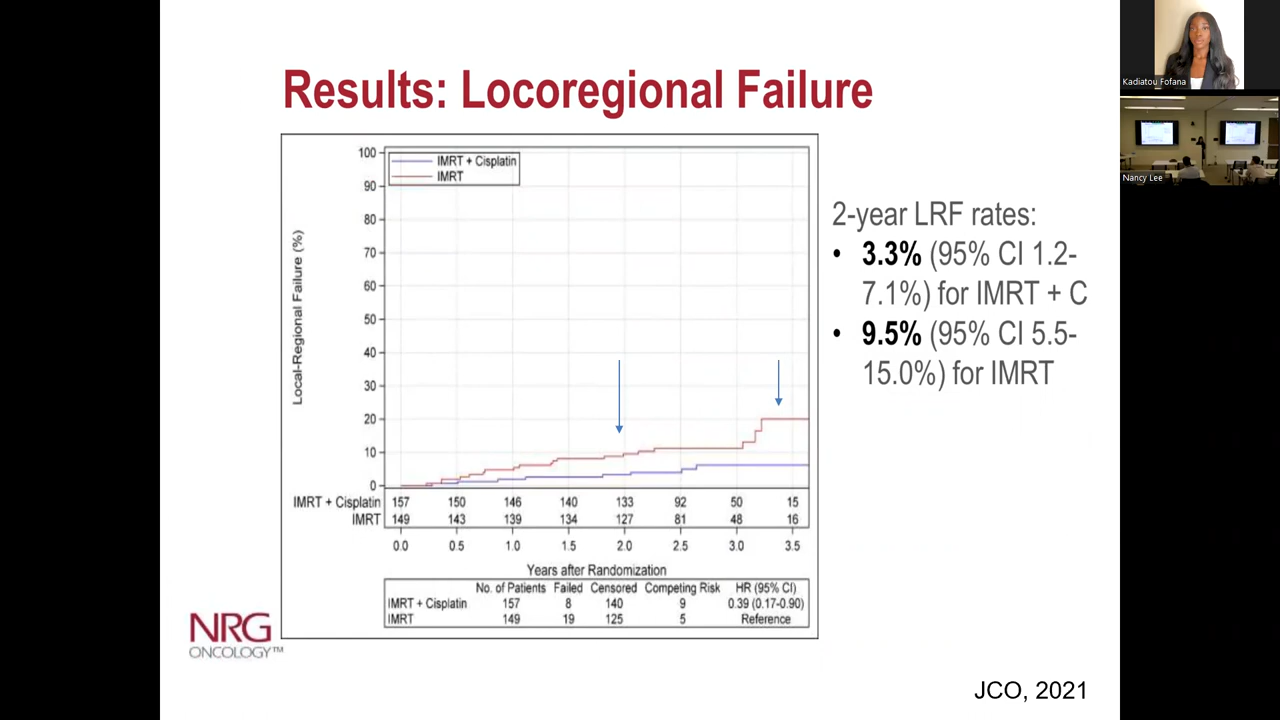 Results: Locoregional Failure
IMRT + Cisplatin
IMRT
100
90
80
70
60
50
40
30
20
10
0
Local-Regional Failure (%)
IMRT + Cisplatin 157 150 146 140 133 92 50 15
IMRT 149 143 139 134 127 81 48 16
0.0 0.5 1.0 1.5 2.0 2.5 3.0 3.5
Years after Randomization
No. of Patients Failed Censored Competing Risk HR (95% CI)
IMRT + Cisplatin 157 8 140 9 0.39 (0.17-0.90)
IMRT 149 19 125 5 Reference
2-year LRF rates:
• 3.3% (95% CI 1.2-
7.1%) for IMRT + C
• 9.5% (95% CI 5.5-
15.0%) for IMRT
NRG
ONCOLOGY™
JCO, 2021
Kadiatou Fofana
Nancy Lee